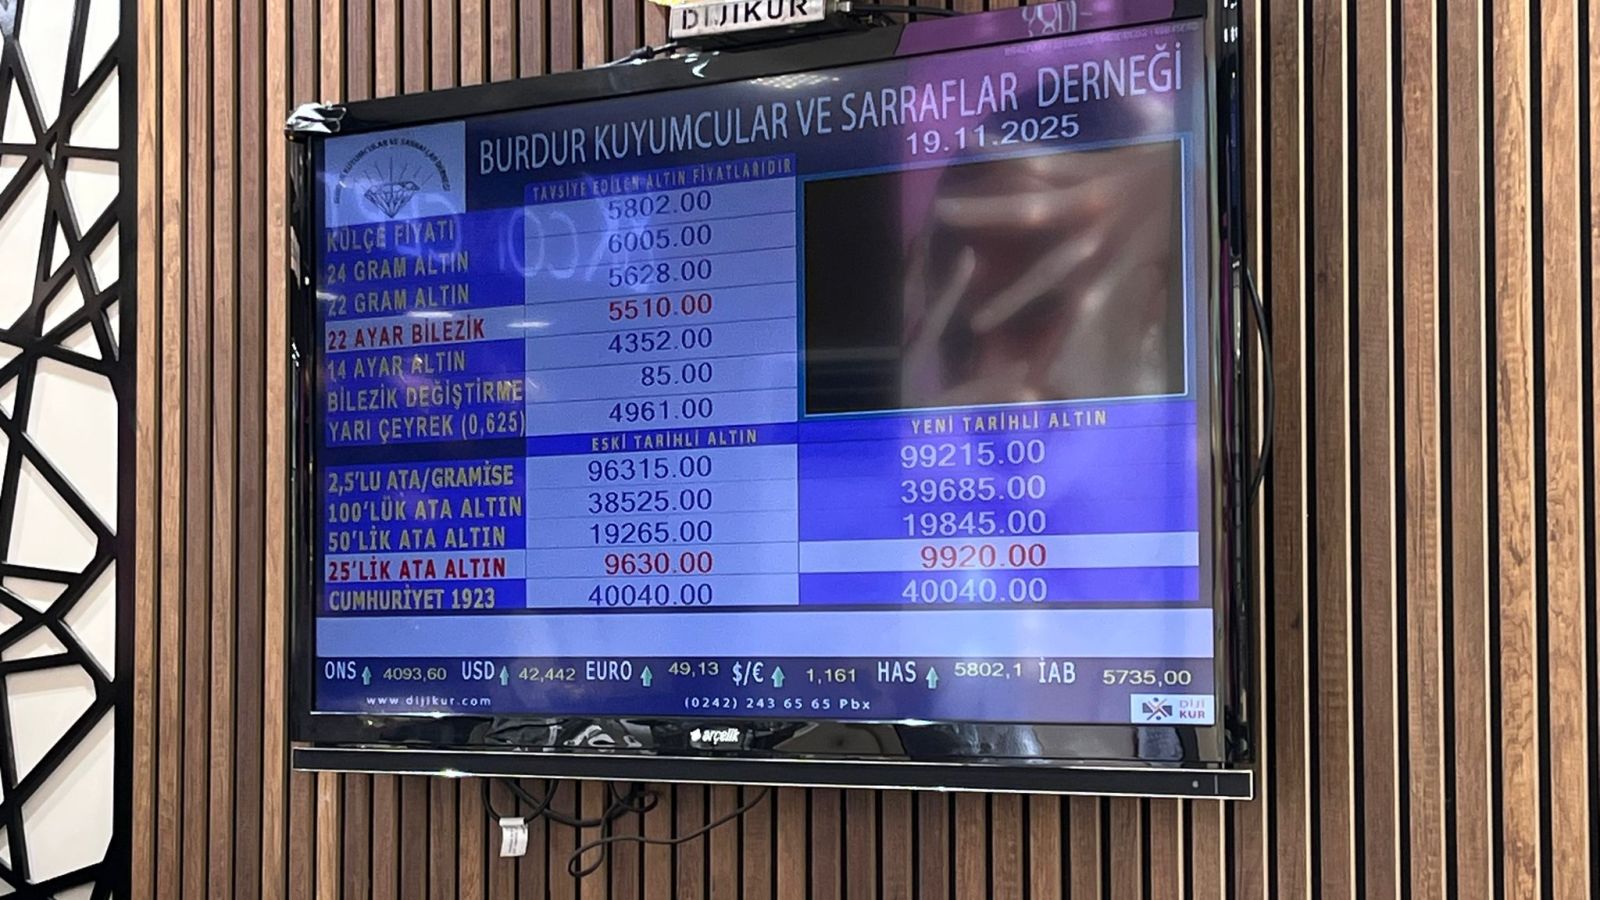 DIJIKUR
BURDUR KUYUMCULAR VE SARRAFLAR DERNEĞİ
19.11.2025
TAVSİYE EDİLEN ALTIN FİYATLARIDIR
KÜLÇE FİYATI 5802.00
24 GRAM ALTIN 6005.00
22 GRAM ALTIN 5628.00
22 AYAR BİLEZİK 5510.00
14 AYAR ALTIN 4352.00
BİLEZİK DEĞİŞTİRME 85.00
YARI ÇEYREK (0,625) 4961.00
ESKİ TARİHLİ ALTIN YENİ TARİHLİ ALTIN
2,5'LU ATA/GRAMİSE 96315.00 99215.00
100'LÜK ATA ALTIN 38525.00 39685.00
50'LİK ATA ALTIN 19265.00 19845.00
25'LİK ATA ALTIN 9630.00 9920.00
CUMHURİYET 1923 40040.00 40040.00
ONS 4093,60 USD 42,442 EURO 49,13 $/€ 1,161 HAS 5802,1 İAB 5735,00
www.dijikur.com (0242) 243 65 65 Pbx
DİJİ
KUR
arçelik